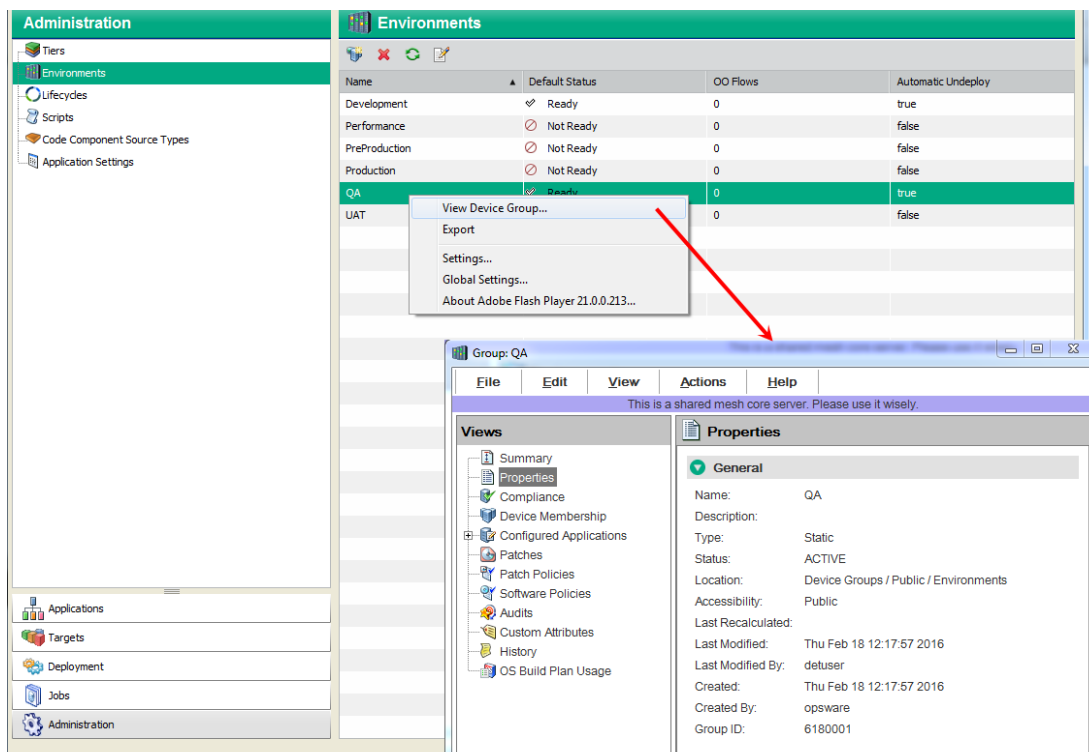 Administration
Tiers
Environments
Lifecycles
Scripts
Code Component Source Types
Application Settings
Applications
Targets
Deployment
Jobs
Administration
Environments
Name Default Status OO Flows Automatic Undeploy
Development Ready 0 true
Performance Not Ready 0 false
PreProduction Not Ready 0 false
Production Not Ready 0 false
QA Ready 0 true
UAT 0 false
View Device Group...
Export
Settings...
Global Settings...
About Adobe Flash Player 21.0.0.213...
Group: QA
File Edit View Actions Help
This is a shared mesh core server. Please use it wisely.
Views
Summary
Properties
Compliance
Device Membership
Configured Applications
Patches
Patch Policies
Software Policies
Audits
Custom Attributes
History
OS Build Plan Usage
Properties
General
Name: QA
Description:
Type: Static
Status: ACTIVE
Location: Device Groups / Public / Environments
Accessibility: Public
Last Recalculated:
Last Modified: Thu Feb 18 12:17:57 2016
Last Modified By: detuser
Created: Thu Feb 18 12:17:57 2016
Created By: opsware
Group ID: 6180001